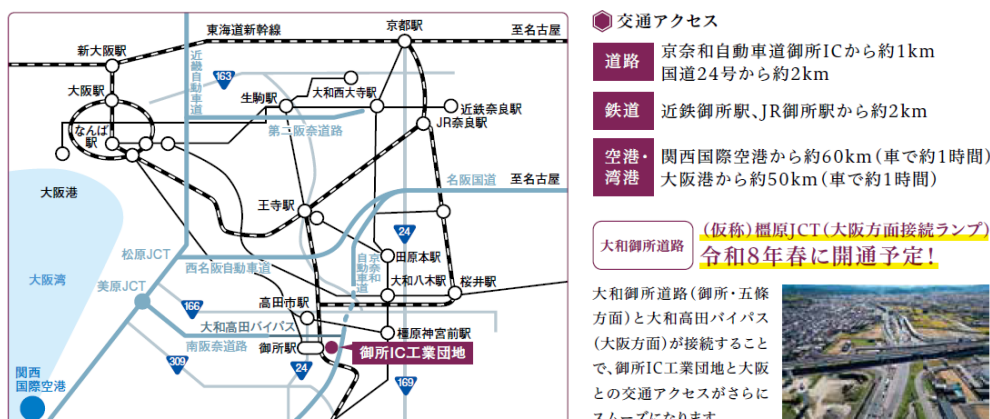 東海道新幹線
京都駅
至名古屋
新大阪駅
近畿自動車道
163
大阪駅
生駒駅
大和西大寺駅
近鉄奈良駅
JR奈良駅
なんば
駅
第二阪奈道路
名阪国道
至名古屋
大阪港
王寺駅
24
松原JCT
西名阪自動車道
京奈和
自動車道
田原本駅
大阪湾
美原JCT
大和八木駅
桜井駅
高田市駅
166
大和高田バイパス
橿原神宮前駅
南阪奈道路
御所駅
御所IC工業団地
309
24
169
関西
国際空港
交通アクセス
道路
京奈和自動車道御所ICから約1km
国道24号から約2km
鉄道
近鉄御所駅、JR御所駅から約2km
空港・
湾港
関西国際空港から約60km(車で約1時間)
大阪港から約50km(車で約1時間)
大和御所道路
(仮称)橿原JCT(大阪方面接続ランプ)
令和8年春に開通予定!
大和御所道路(御所・五條
方面)と大和高田バイパス
(大阪方面)が接続すること
で、御所IC工業団地と大阪
との交通アクセスがさらに
スムーズになります。